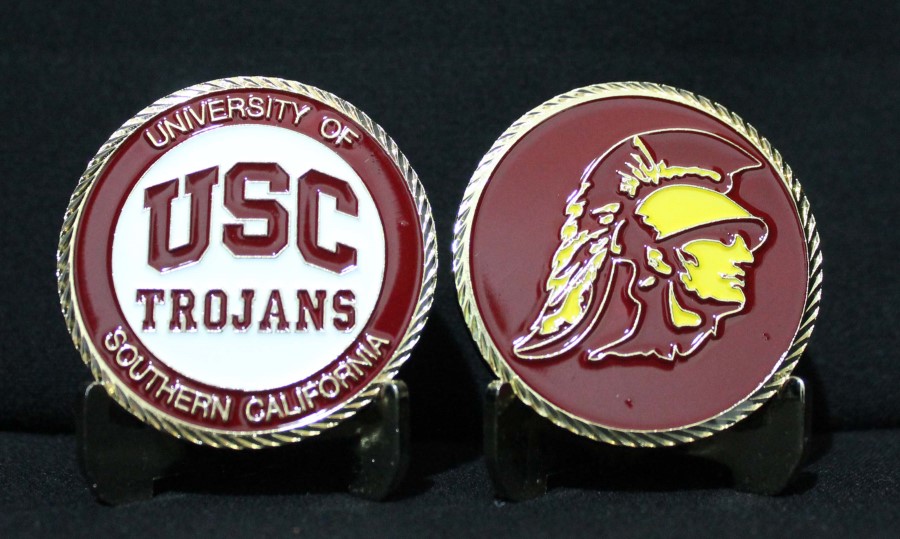 UNIVERSITY OF
USC
TROJANS
SOUTHERN CALIFORNIA